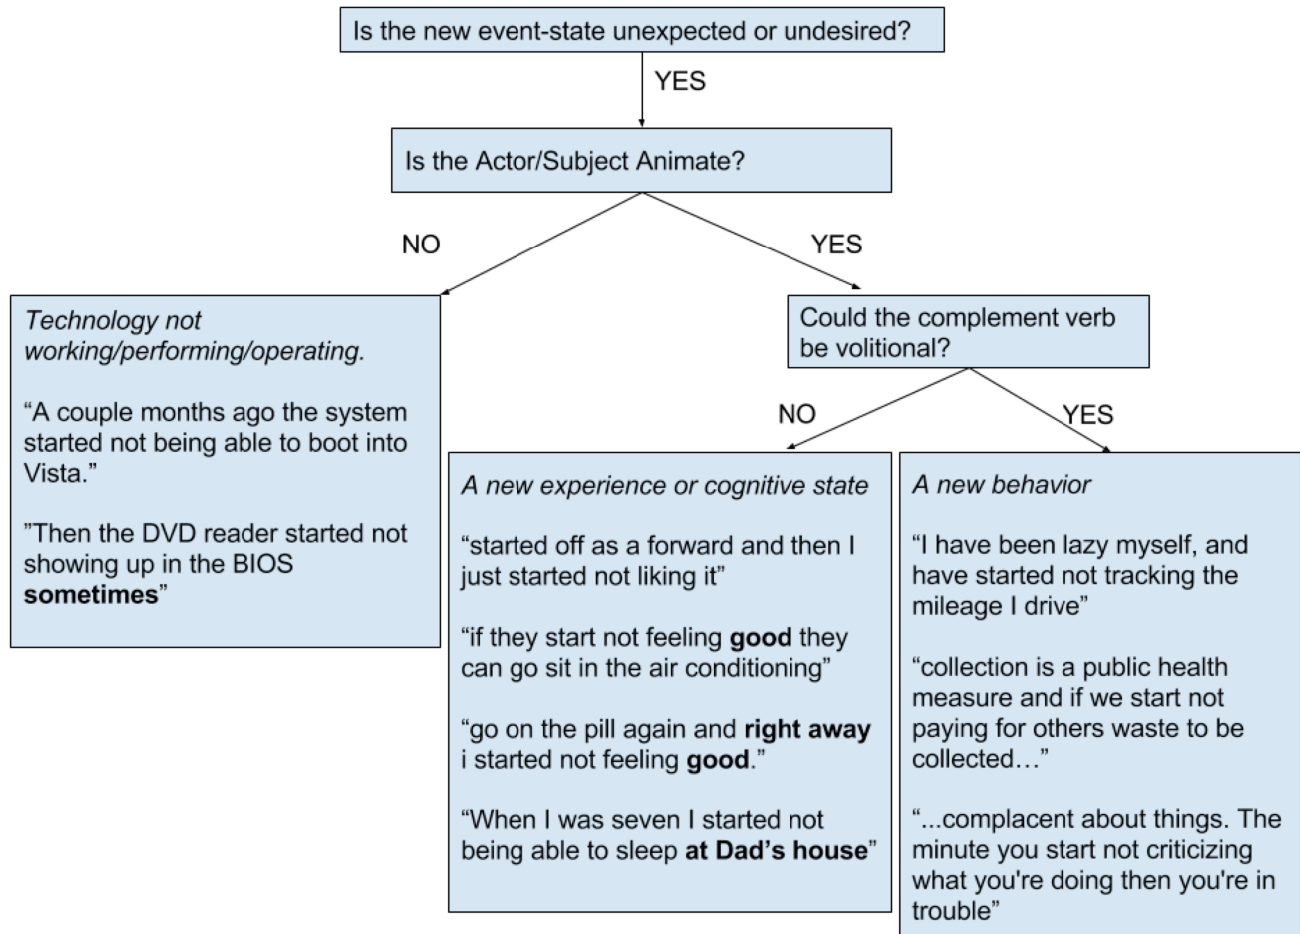 Is the new event-state unexpected or undesired?
YES
Is the Actor/Subject Animate?
NO
YES
Technology not
working/performing/operating.
“A couple months ago the system
started not being able to boot into
Vista.”
”Then the DVD reader started not
showing up in the BIOS
sometimes”
Could the complement verb
be volitional?
NO
YES
A new experience or cognitive state
“started off as a forward and then I
just started not liking it”
“if they start not feeling good they
can go sit in the air conditioning”
“go on the pill again and right away
i started not feeling good.”
“When I was seven I started not
being able to sleep at Dad’s house”
A new behavior
“I have been lazy myself, and
have started not tracking the
mileage I drive”
“collection is a public health
measure and if we start not
paying for others waste to be
collected…”
“...complacent about things. The
minute you start not criticizing
what you're doing then you're in
trouble”